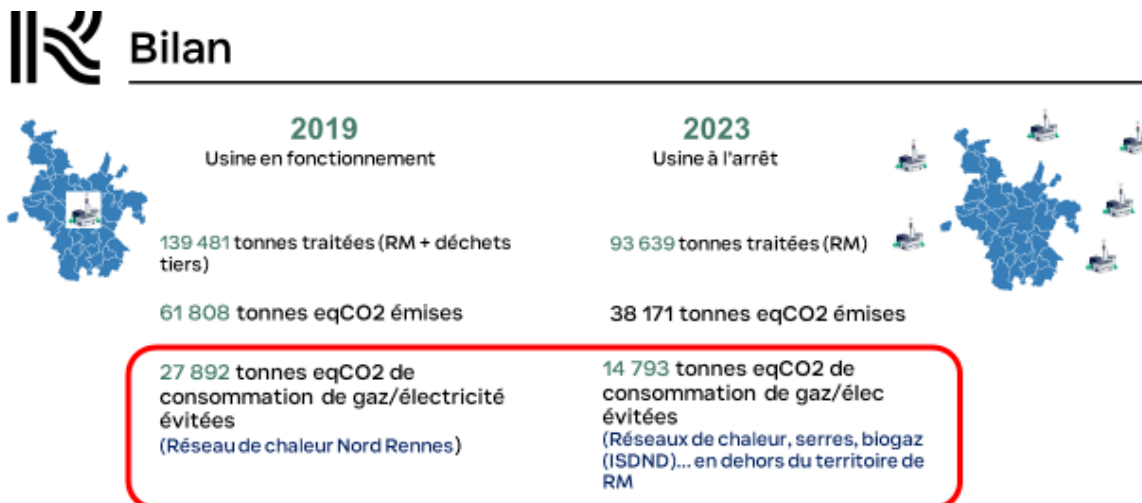 Bilan
2019
Usine en fonctionnement
139 481 tonnes traitées (RM + déchets
tiers)
61 808 tonnes eqCO2 émises
27 892 tonnes eqCO2 de
consommation de gaz/électricité
évitées
(Réseau de chaleur Nord Rennes)
2023
Usine à l'arrêt
93 639 tonnes traitées (RM)
38 171 tonnes eqCO2 émises
14 793 tonnes eqCO2 de
consommation de gaz/élec
évitées
(Réseaux de chaleur, serres, biogaz
(ISDND)... en dehors du territoire de
RM